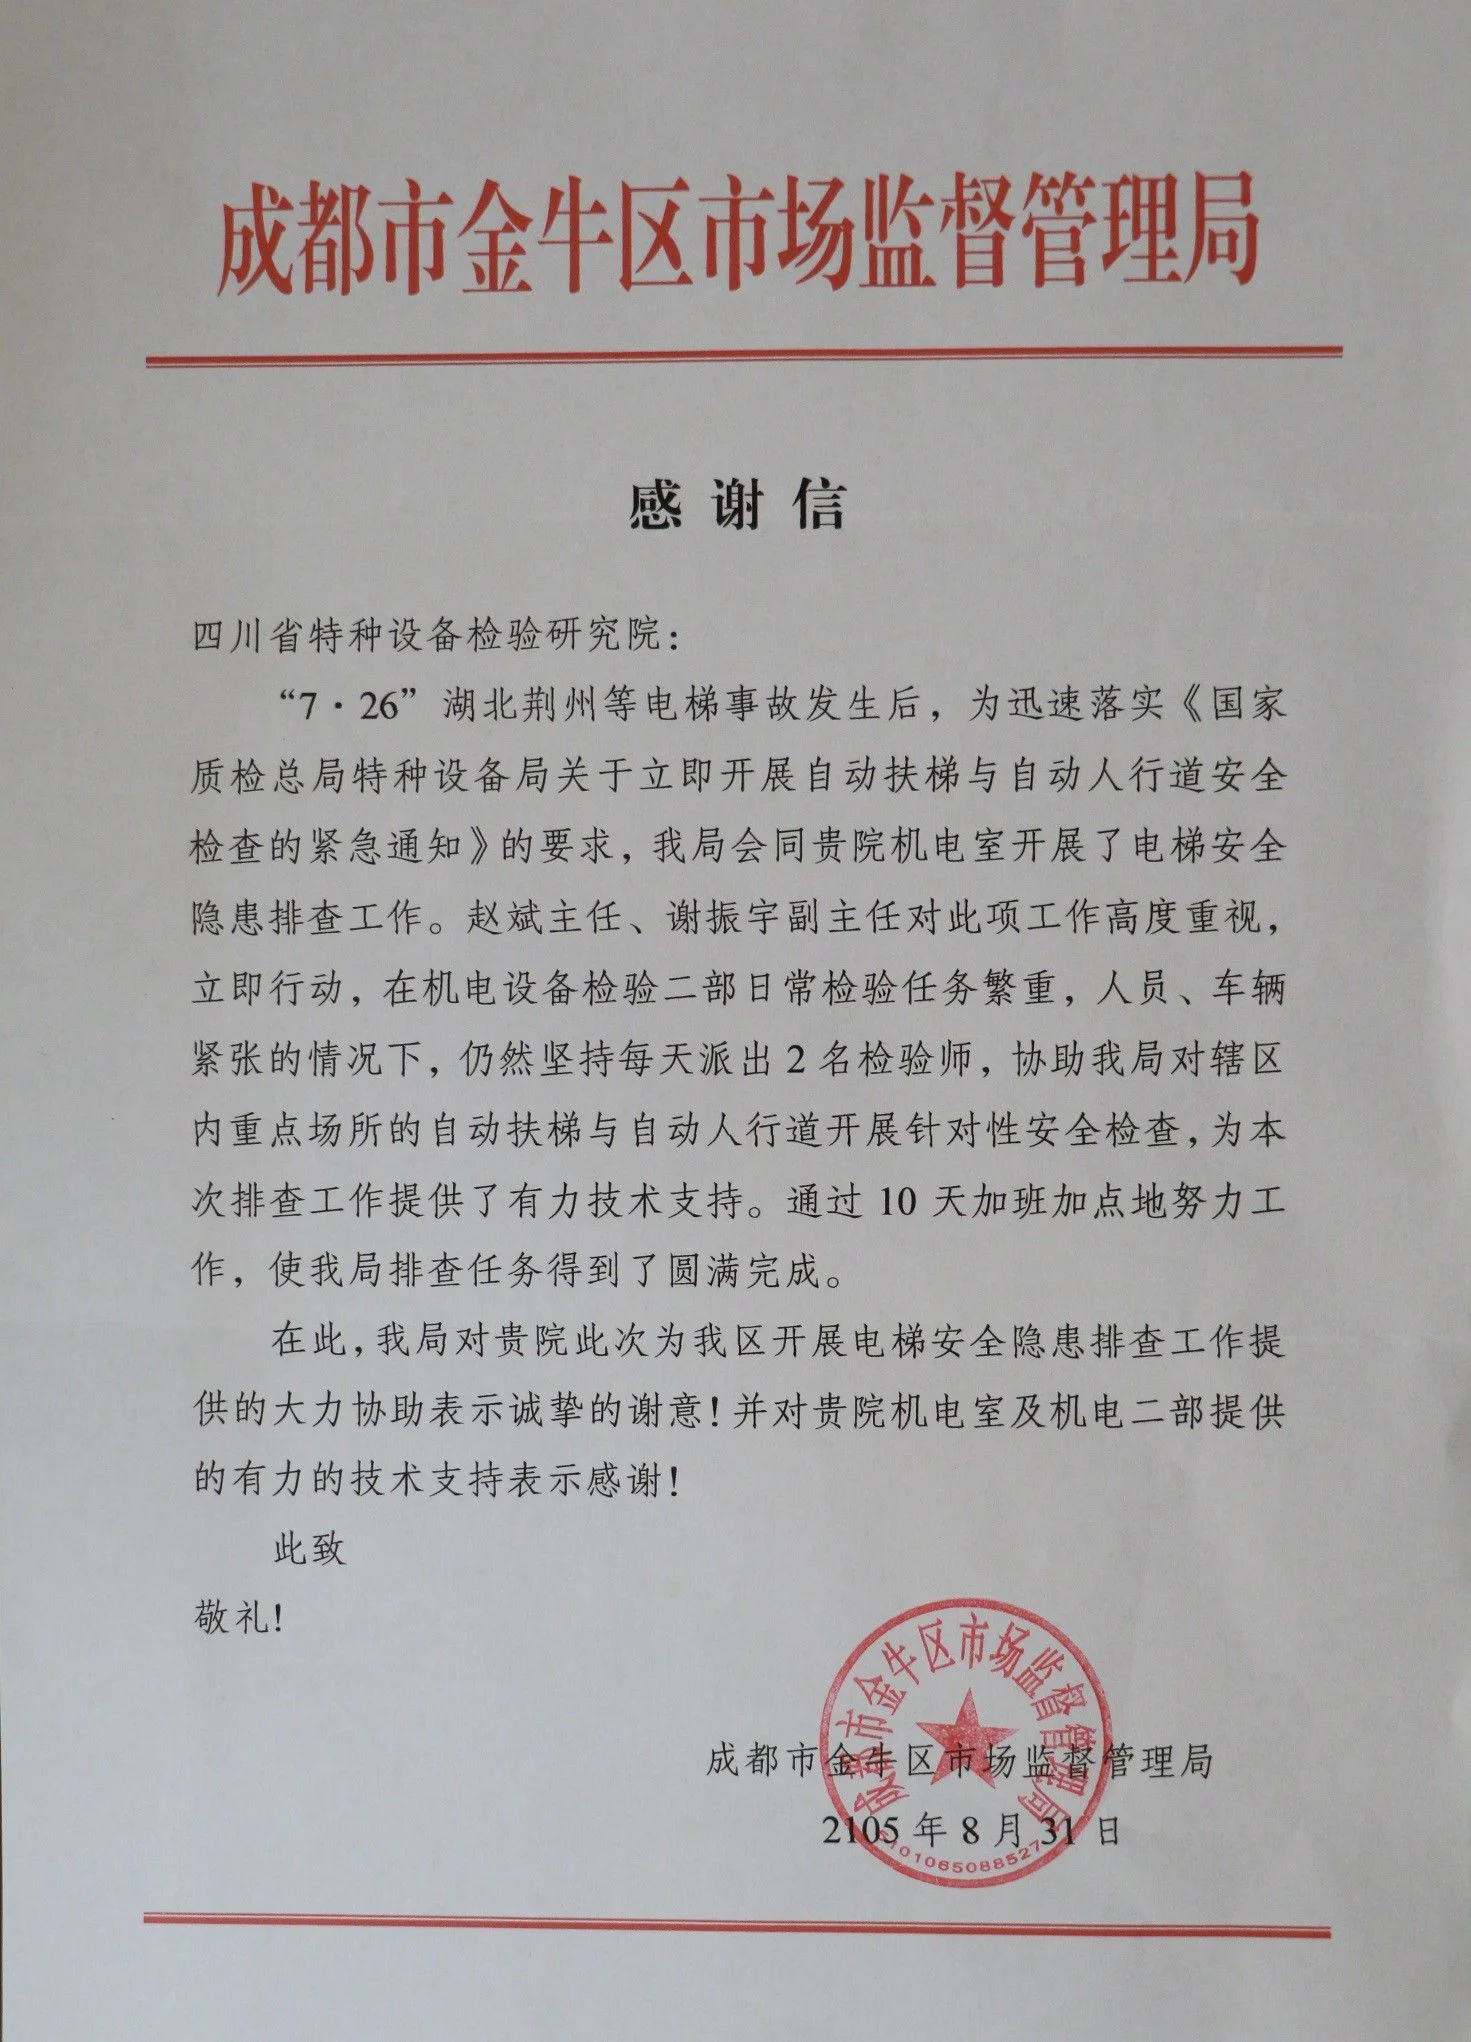 成都市金牛区市场监督管理局
感谢信
四川省特种设备检验研究院：
“7·26”湖北荆州等电梯事故发生后，为迅速落实《国家
质检总局特种设备局关于立即开展自动扶梯与自动人行道安全
检查的紧急通知》的要求，我局会同贵院机电室开展了电梯安全
隐患排查工作。赵斌主任、谢振宇副主任对此项工作高度重视，
立即行动，在机电设备检验二部日常检验任务繁重，人员、车辆
紧张的情况下，仍然坚持每天派出2名检验师，协助我局对辖区
内重点场所的自动扶梯与自动人行道开展针对性安全检查，为本
次排查工作提供了有力技术支持。通过10天加班加点地努力工
作，使我局排查任务得到了圆满完成。
在此，我局对贵院此次为我区开展电梯安全隐患排查工作提
供的大力协助表示诚挚的谢意！并对贵院机电室及机电二部提供
的有力的技术支持表示感谢！
此致
敬礼！
成都市金牛区市场监督管理局
成都市金牛区市场监督管理局
2105年8月31日
5101065088527